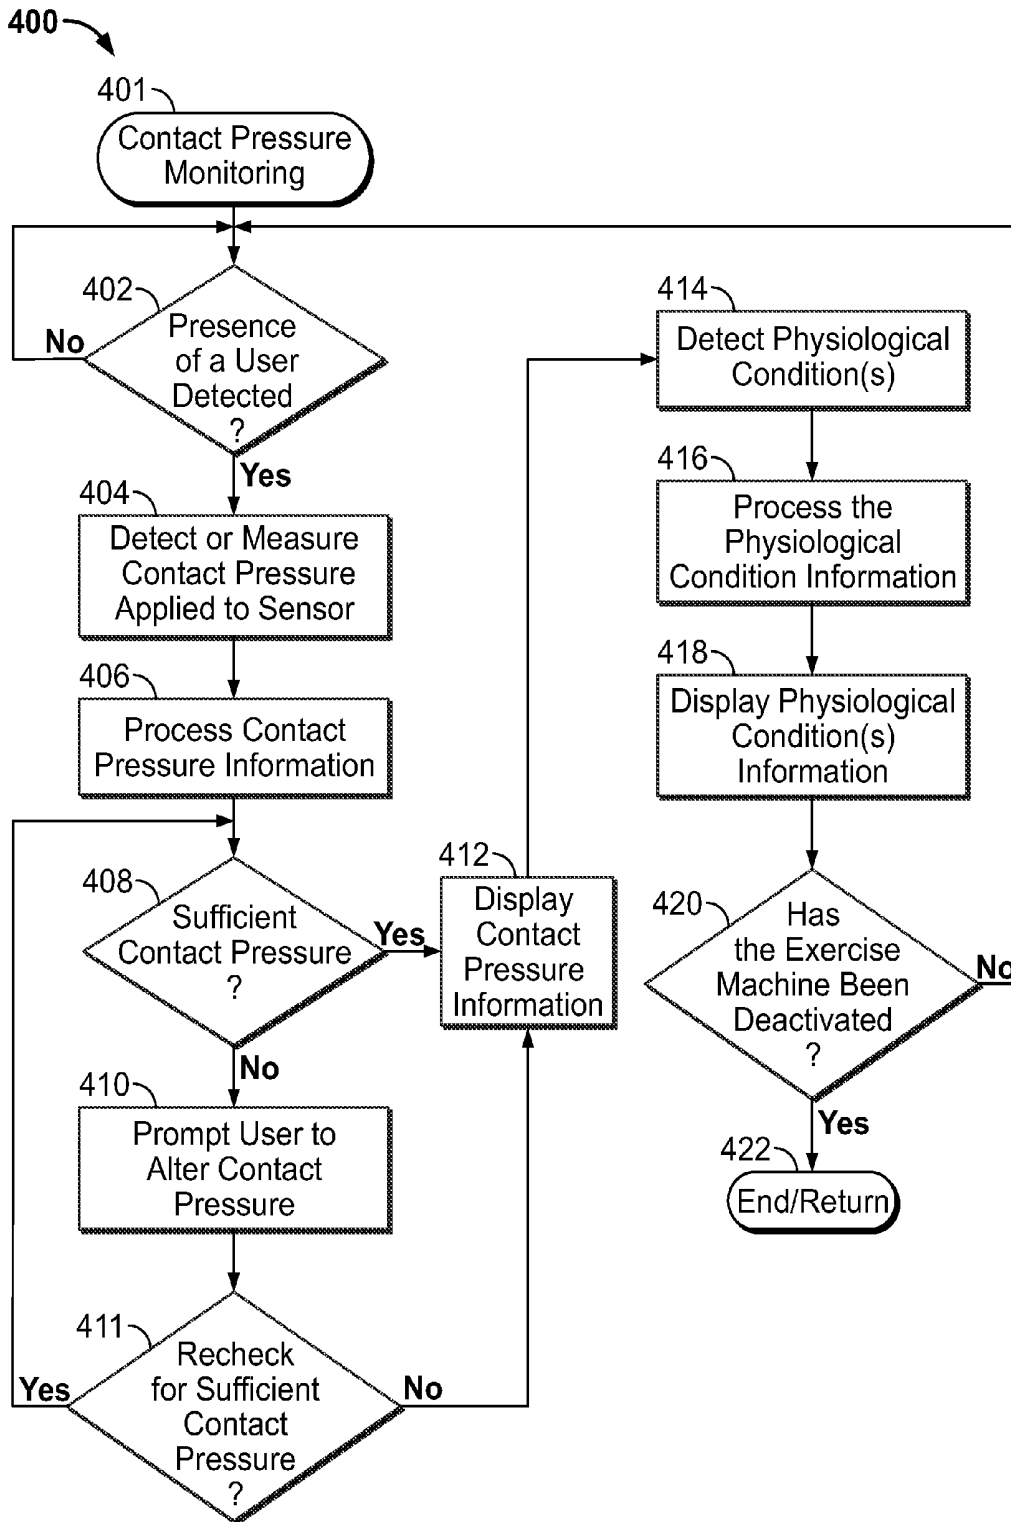 400
401
Contact Pressure
Monitoring
402
No
Presence
of a User
Detected
?
Yes
404
Detect or Measure
Contact Pressure
Applied to Sensor
406
Process Contact
Pressure Information
408
Sufficient
Contact Pressure
?
Yes
No
410
Prompt User to
Alter Contact
Pressure
411
Yes
Recheck
for Sufficient
Contact
Pressure
?
No
412
Display
Contact
Pressure
Information
414
Detect Physiological
Condition(s)
416
Process the
Physiological
Condition Information
418
Display Physiological
Condition(s)
Information
420
Has
the Exercise
Machine Been
Deactivated
?
No
Yes
422
End/Return